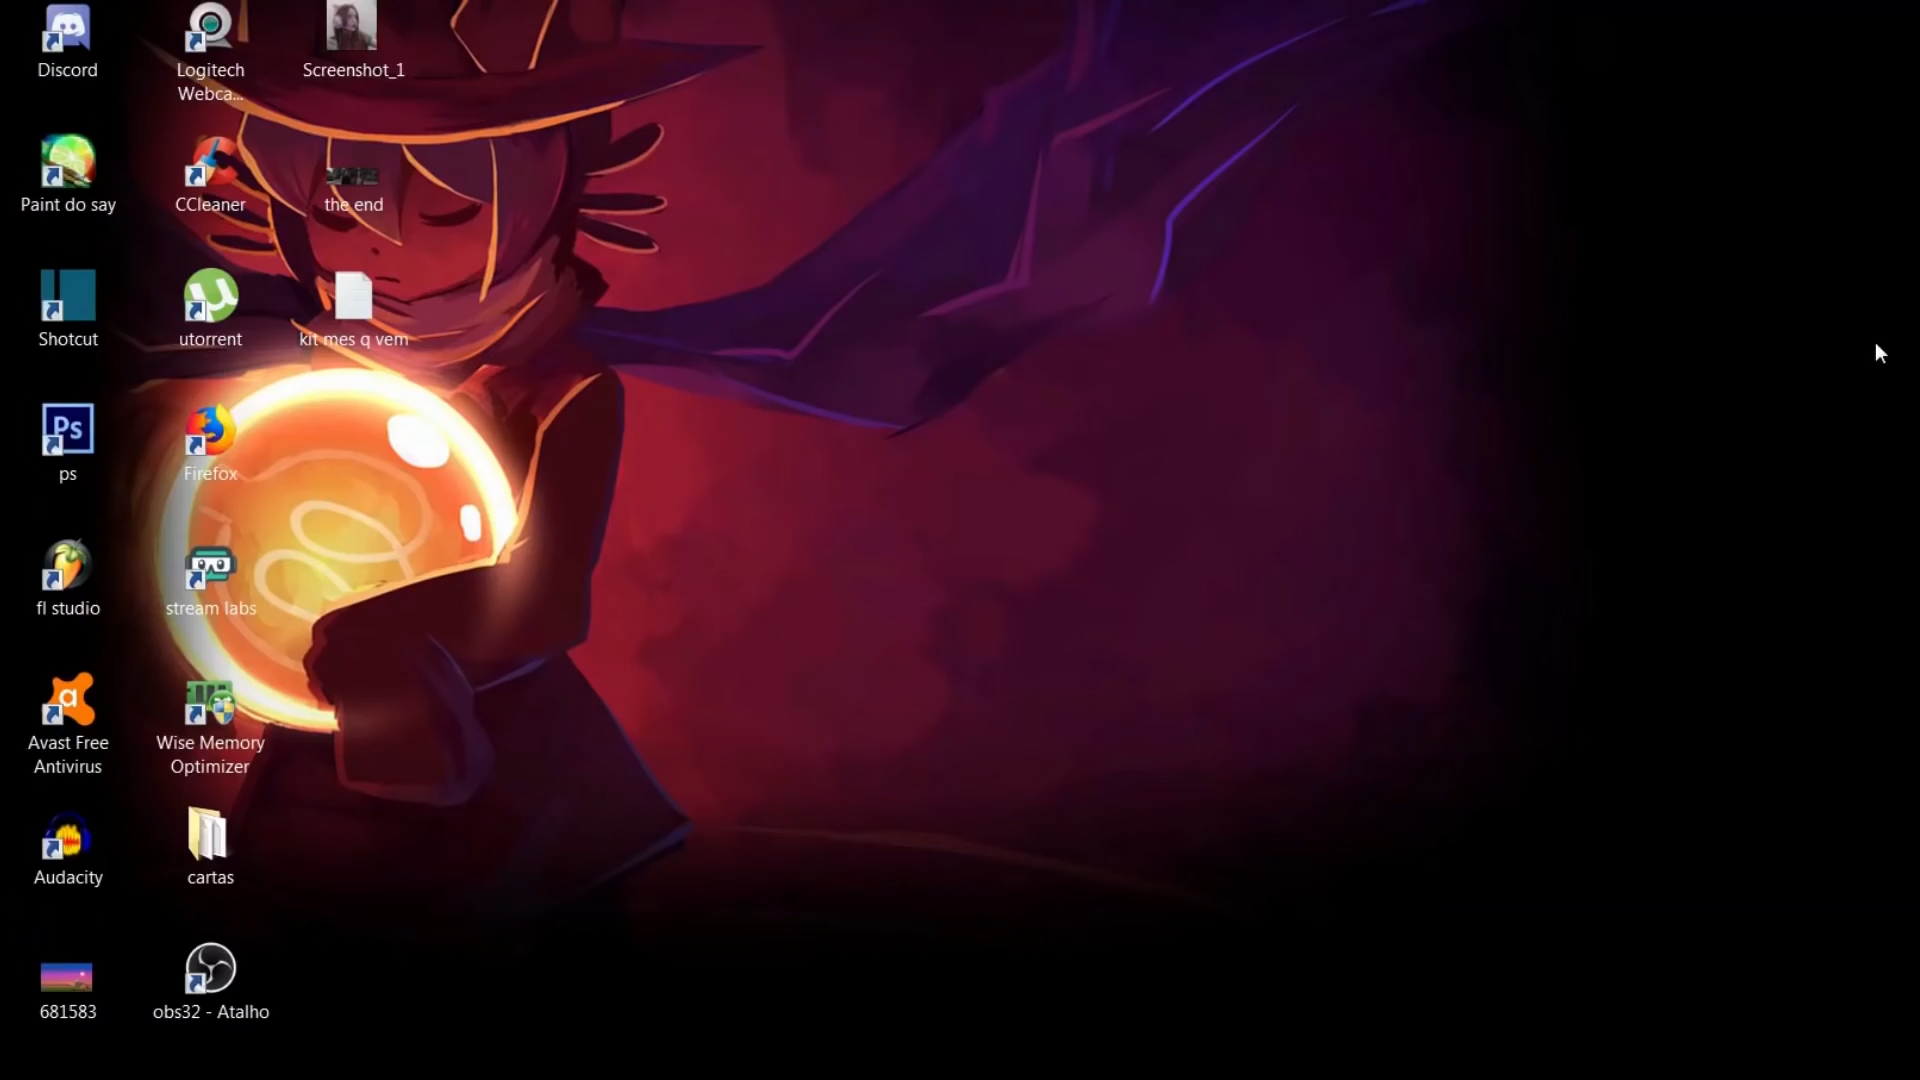 Discord
Logitech
Webca...
Screenshot_1
Paint do say
CCleaner
the end
Shotcut
utorrent
kit mes q vem
Ps
ps
Firefox
fl studio
stream labs
Avast Free
Antivirus
Wise Memory
Optimizer
Audacity
cartas
681583
obs32 - Atalho